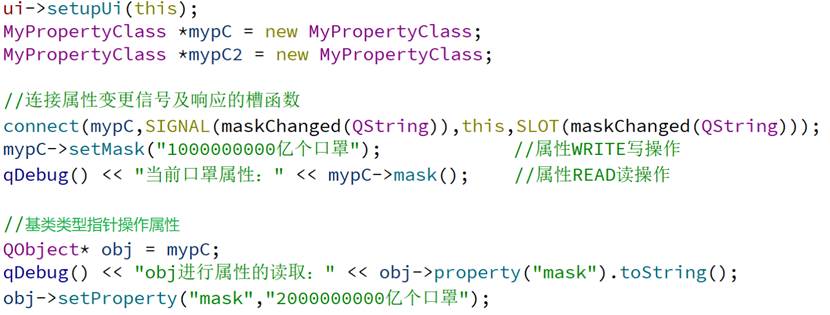 ui->setupUi(this);
MyPropertyClass *mypC = new MyPropertyClass;
MyPropertyClass *mypC2 = new MyPropertyClass;
//连接属性变更信号及响应的槽函数
connect(mypC,SIGNAL(maskChanged(QString)),this,SLOT(maskChanged(QString)));
mypC->setMask("1000000000亿个口罩"); //属性WRITE写操作
qDebug() << "当前口罩属性：" << mypC->mask(); //属性READ读操作
//基类类型指针操作属性
QObject* obj = mypC;
qDebug() << "obj进行属性的读取：" << obj->property("mask").toString();
obj->setProperty("mask","2000000000亿个口罩");